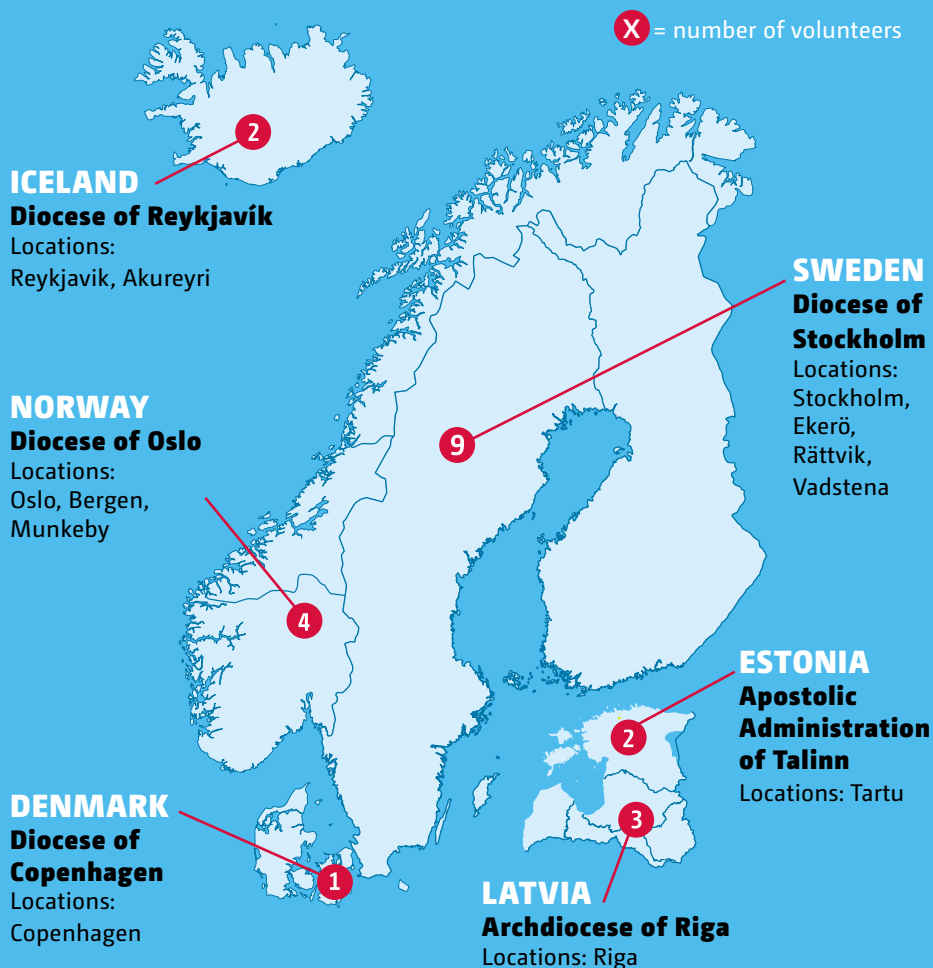 X = number of volunteers
2
ICELAND
Diocese of Reykjavík
Locations:
Reykjavik, Akureyri
SWEDEN
Diocese of
Stockholm
Locations:
Stockholm,
Ekerö,
Rättvik,
Vadstena
9
NORWAY
Diocese of Oslo
Locations:
Oslo, Bergen,
Munkeby
4
ESTONIA
Apostolic
Administration
of Talinn
Locations: Tartu
2
DENMARK
Diocese of
Copenhagen
Locations:
Copenhagen
1
3
LATVIA
Archdiocese of Riga
Locations: Riga